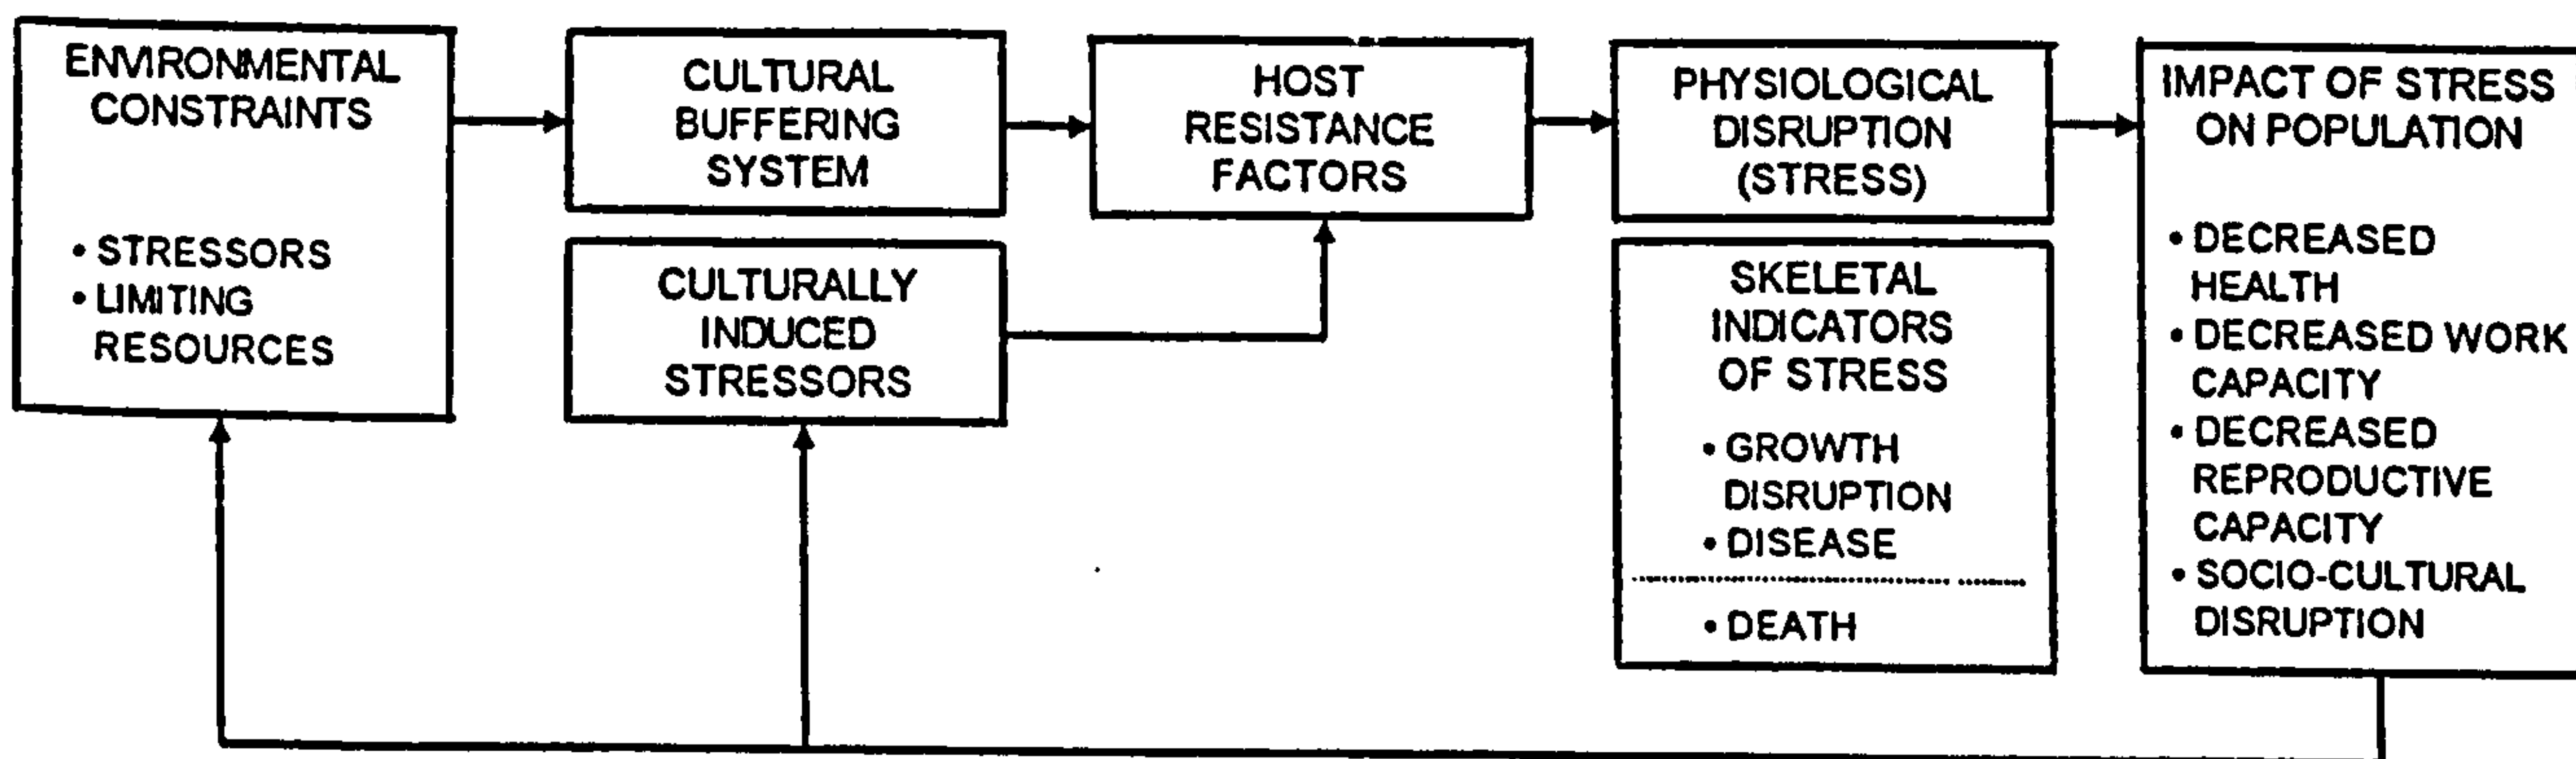 ENVIRONMENTAL
CONSTRAINTS
• STRESSORS
• LIMITING
RESOURCES
CULTURAL
BUFFERING
SYSTEM
CULTURALLY
INDUCED
STRESSORS
HOST
RESISTANCE
FACTORS
PHYSIOLOGICAL
DISRUPTION
(STRESS)
SKELETAL
INDICATORS
OF STRESS
• GROWTH
DISRUPTION
• DISEASE
• DEATH
IMPACT OF STRESS
ON POPULATION
• DECREASED
HEALTH
• DECREASED WORK
CAPACITY
• DECREASED
REPRODUCTIVE
CAPACITY
• SOCIO-CULTURAL
DISRUPTION